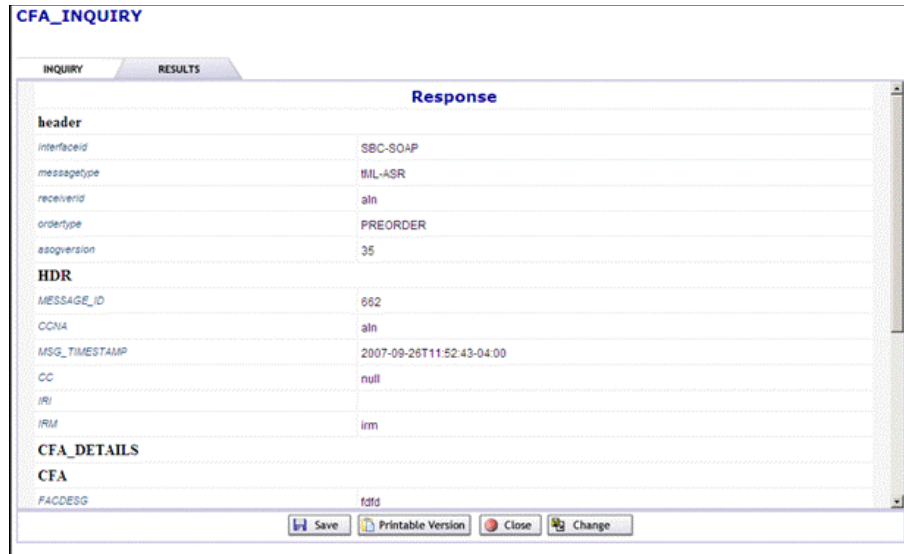 CFA_INQUIRY
INQUIRY RESULTS
Response
header
interfaceid SBC-SOAP
messagetype tML-ASR
receiverid aln
ordertype PREORDER
asogversion 35
HDR
MESSAGE_ID 662
CCNA aln
MSG_TIMESTAMP 2007-09-26T11:52:43-04:00
CC null
IRI
IRM irm
CFA_DETAILS
CFA
FACDESG fdfd
Save Printable Version Close Change